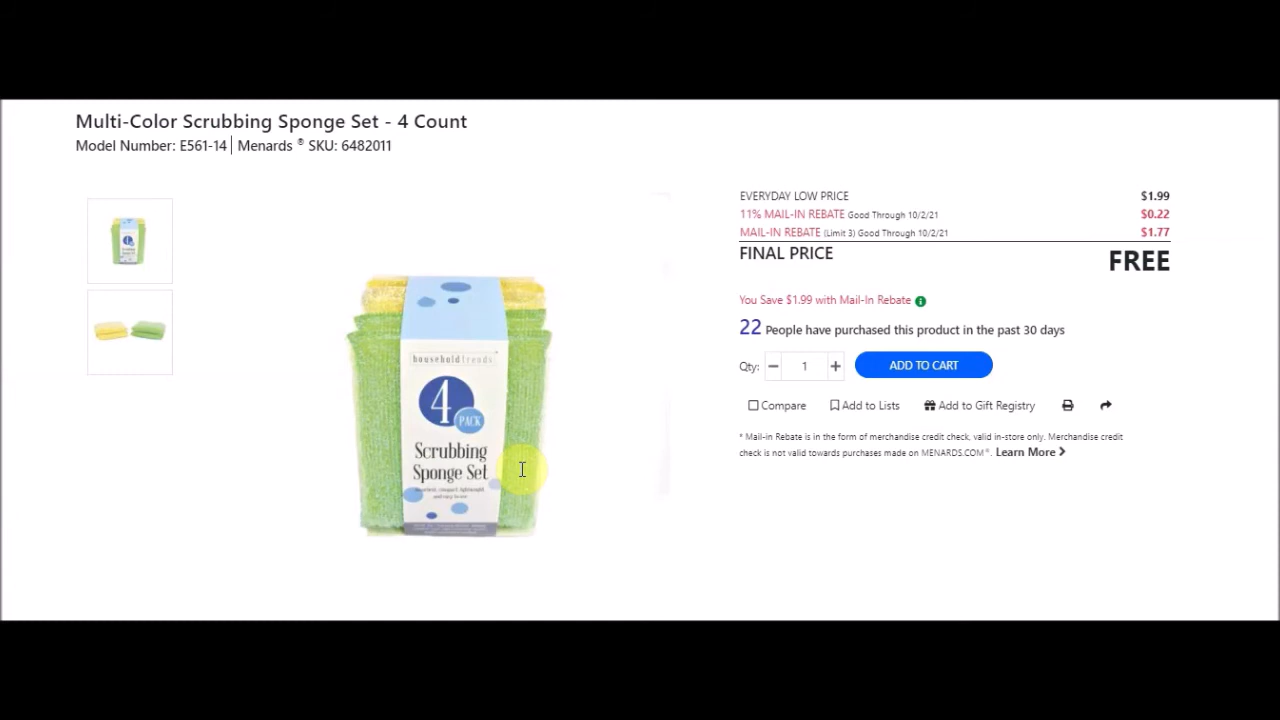 Multi-Color Scrubbing Sponge Set - 4 Count
Model Number: E561-14 | Menards ® SKU: 6482011
EVERYDAY LOW PRICE $1.99
11% MAIL-IN REBATE Good Through 10/2/21 $0.22
MAIL-IN REBATE (Limit 3) Good Through 10/2/21 $1.77
FINAL PRICE FREE
You Save $1.99 with Mail-In Rebate
22 People have purchased this product in the past 30 days
Qty: 1 ADD TO CART
Compare Add to Lists Add to Gift Registry
* Mail-in Rebate is in the form of merchandise credit check, valid in-store only. Merchandise credit
check is not valid towards purchases made on MENARDS.COM®. Learn More
householdtrends
4
PACK
Scrubbing
Sponge Set